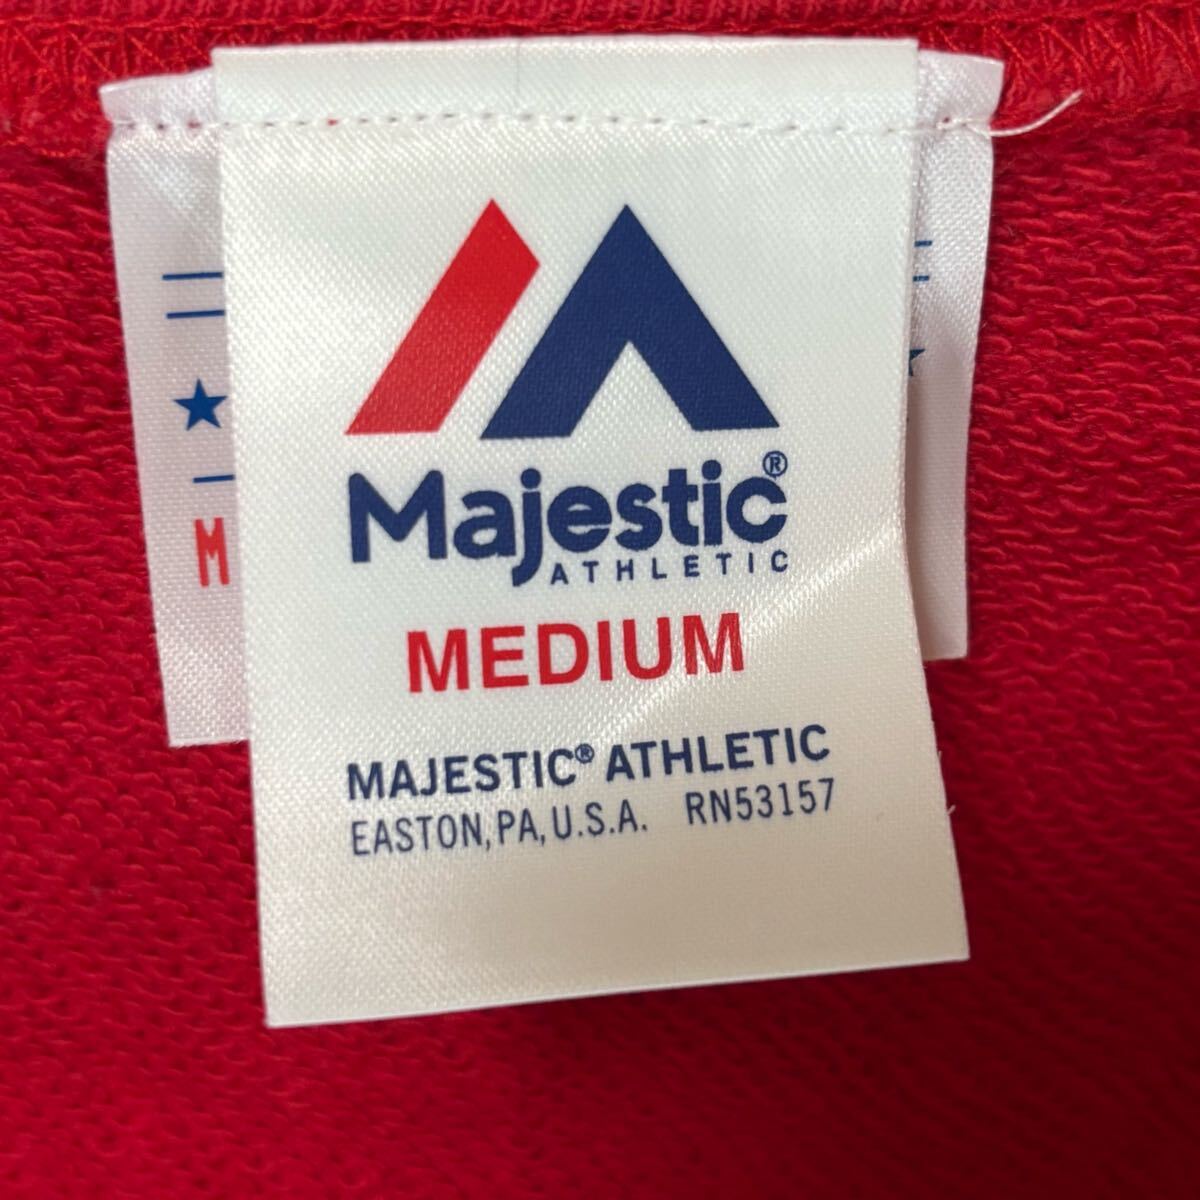 Majestic®
ATHLETIC
MEDIUM
MAJESTIC® ATHLETIC
EASTON, PA, U.S.A. RN53157
M